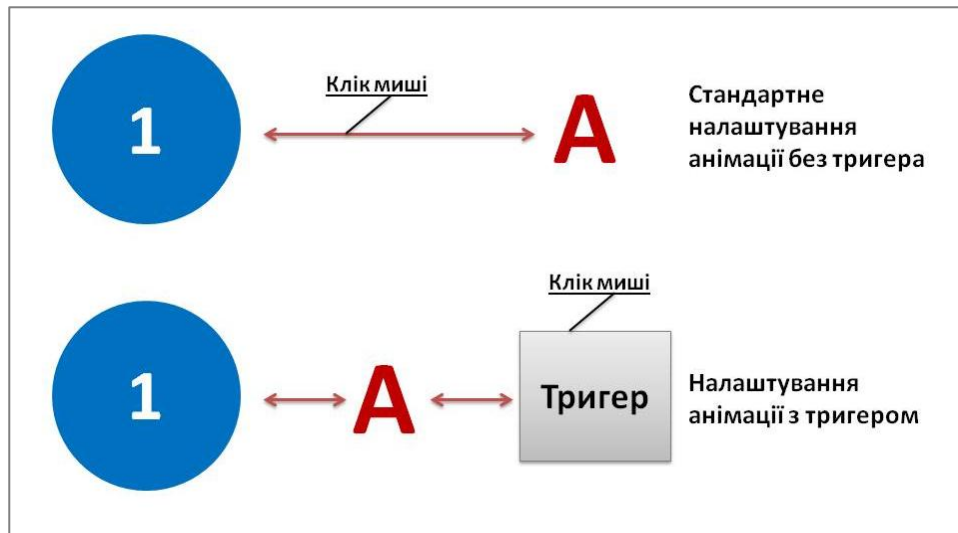 1
Клік миші
А
Стандартне
налаштування
анімації без тригера
Клік миші
1
А
Тригер
Налаштування
анімації з тригером